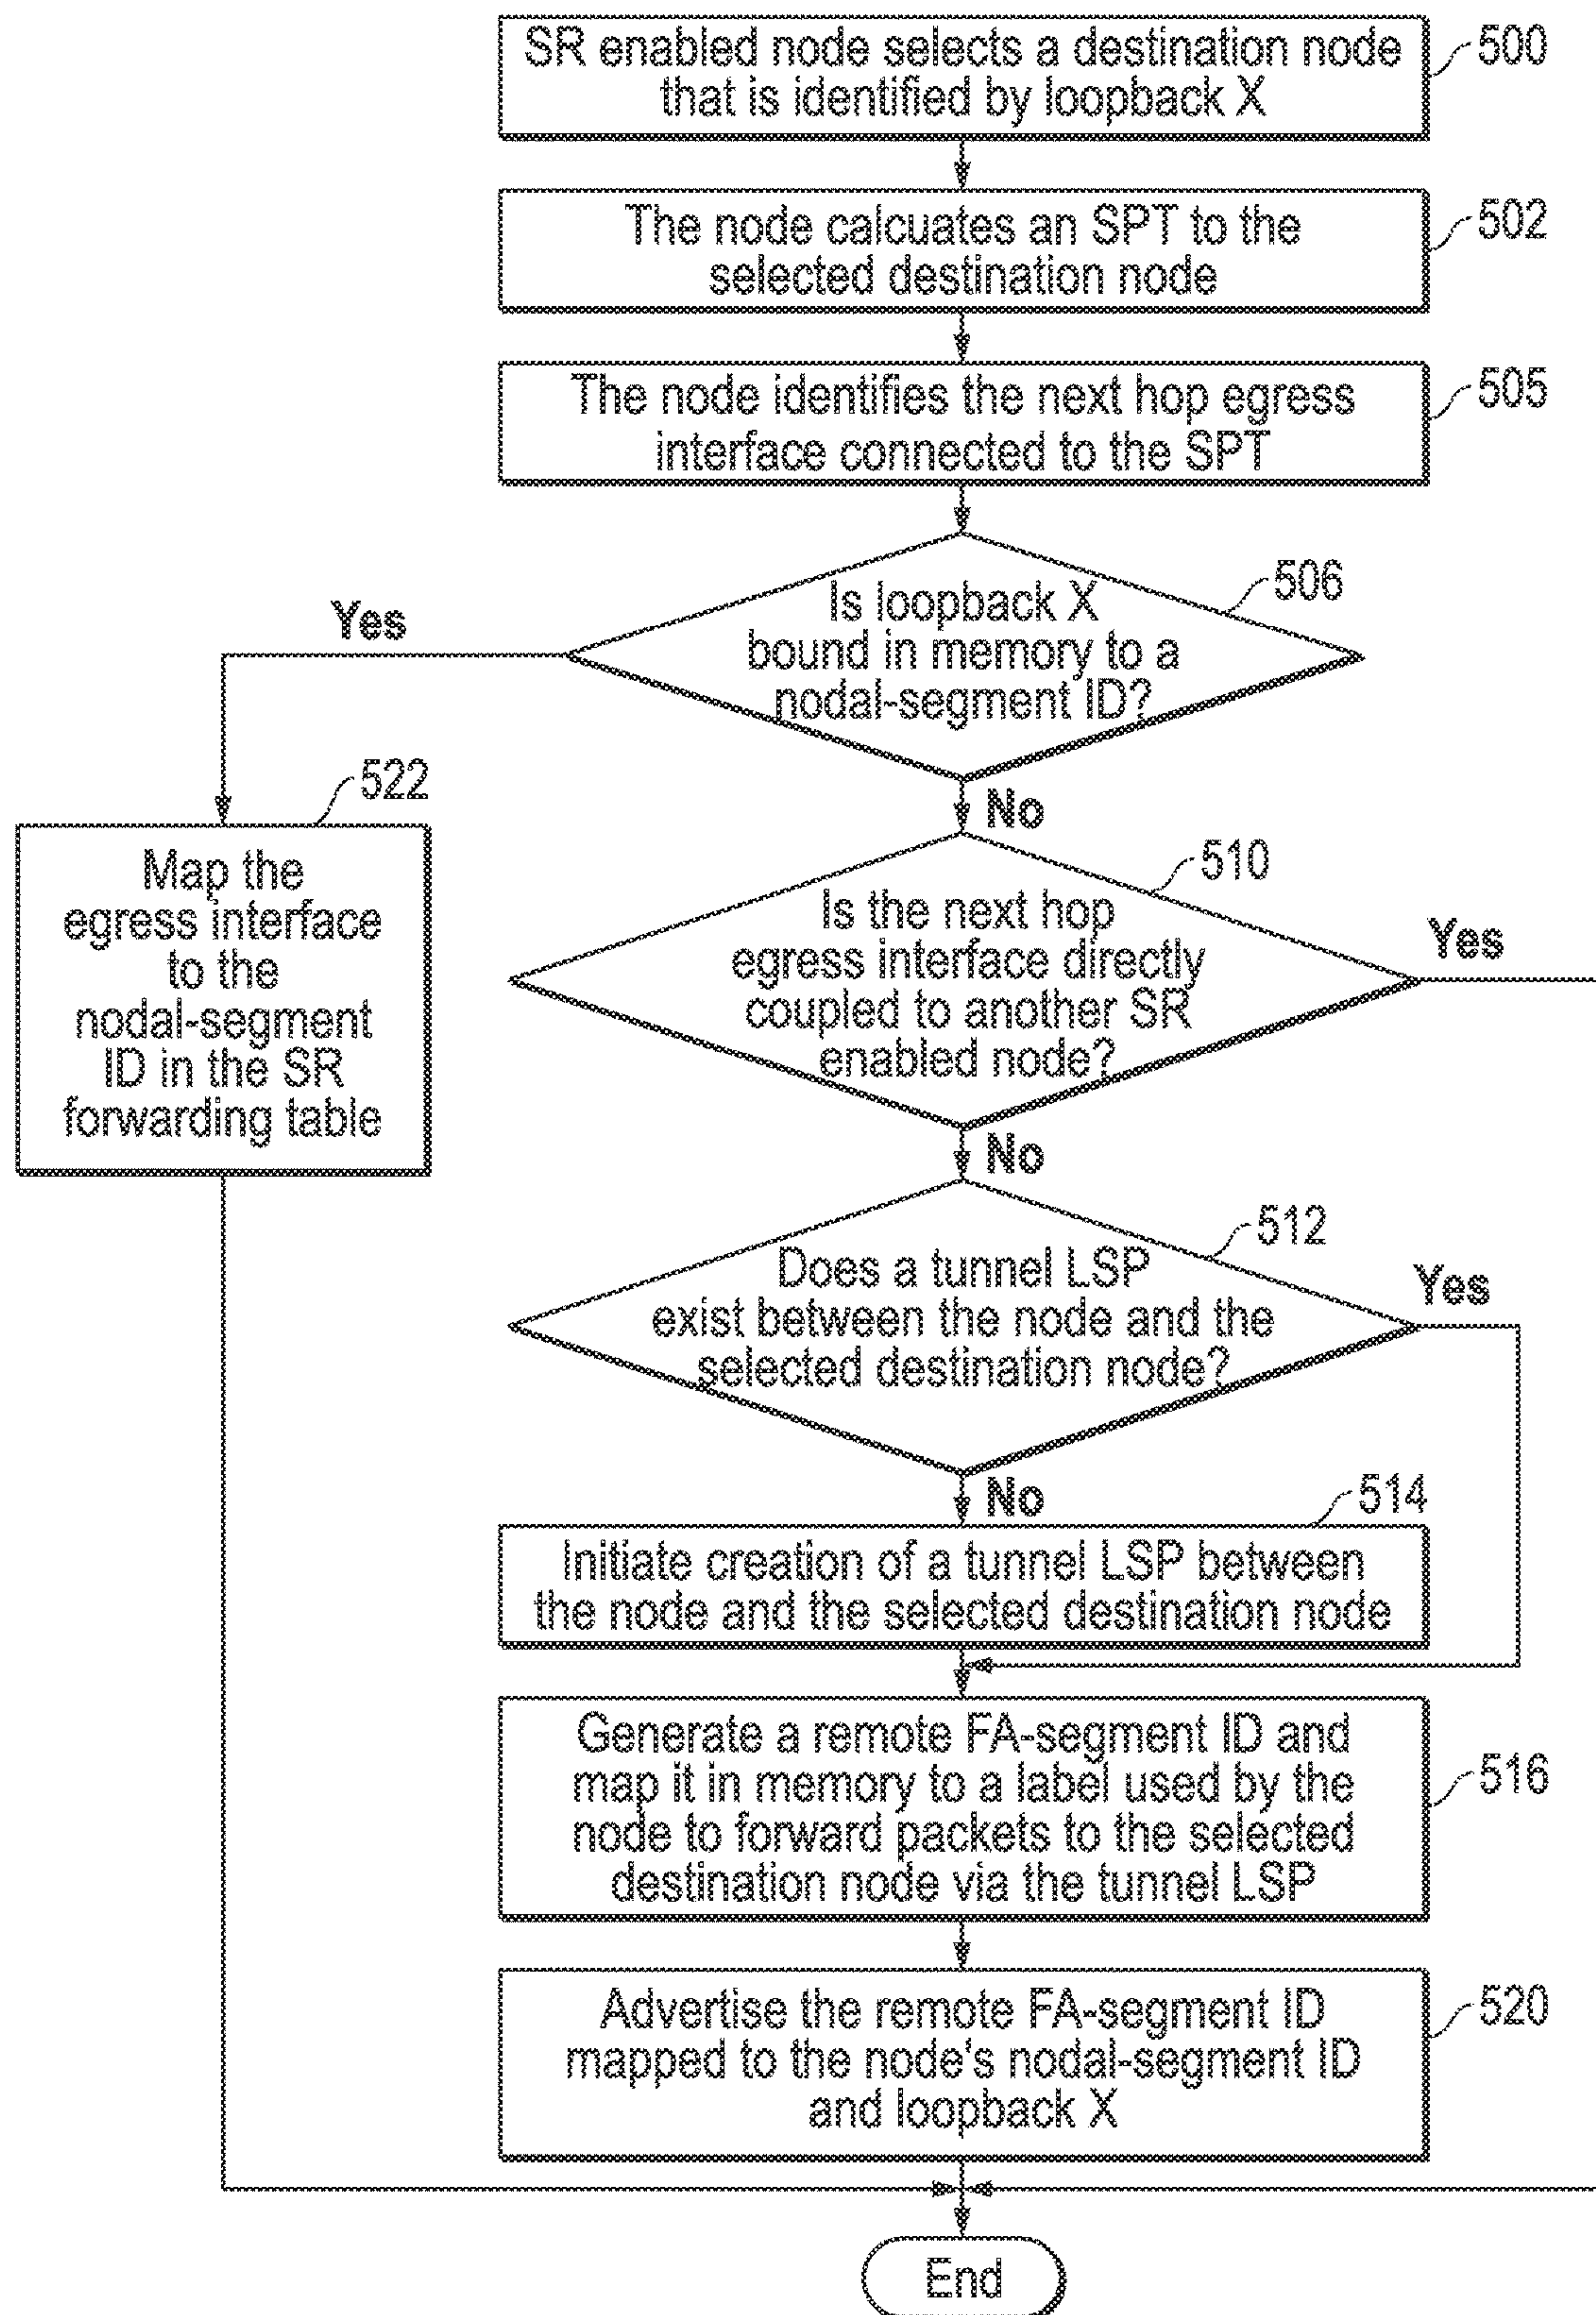 SR enabled node selects a destination node
that is identified by loopback X
500
The node calcuates an SPT to the
selected destination node
502
The node identifies the next hop egress
interface connected to the SPT
505
Is loopback X
bound in memory to a
nodal-segment ID?
506
Yes
No
522
Map the
egress interface
to the
nodal-segment
ID in the SR
forwarding table
Is the next hop
egress interface directly
coupled to another SR
enabled node?
510
Yes
No
Does a tunnel LSP
exist between the node and the
selected destination node?
512
Yes
No
514
Initiate creation of a tunnel LSP between
the node and the selected destination node
Generate a remote FA-segment ID and
map it in memory to a label used by the
node to forward packets to the selected
destination node via the tunnel LSP
516
Advertise the remote FA-segment ID
mapped to the node's nodal-segment ID
and loopback X
520
End